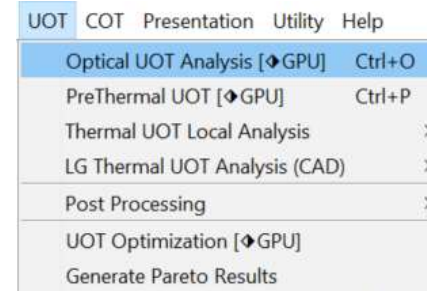 UOT COT Presentation Utility Help
Optical UOT Analysis [◆GPU] Ctrl+O
PreThermal UOT [◆GPU] Ctrl+P
Thermal UOT Local Analysis
LG Thermal UOT Analysis (CAD)
Post Processing
UOT Optimization [◆GPU]
Generate Pareto Results